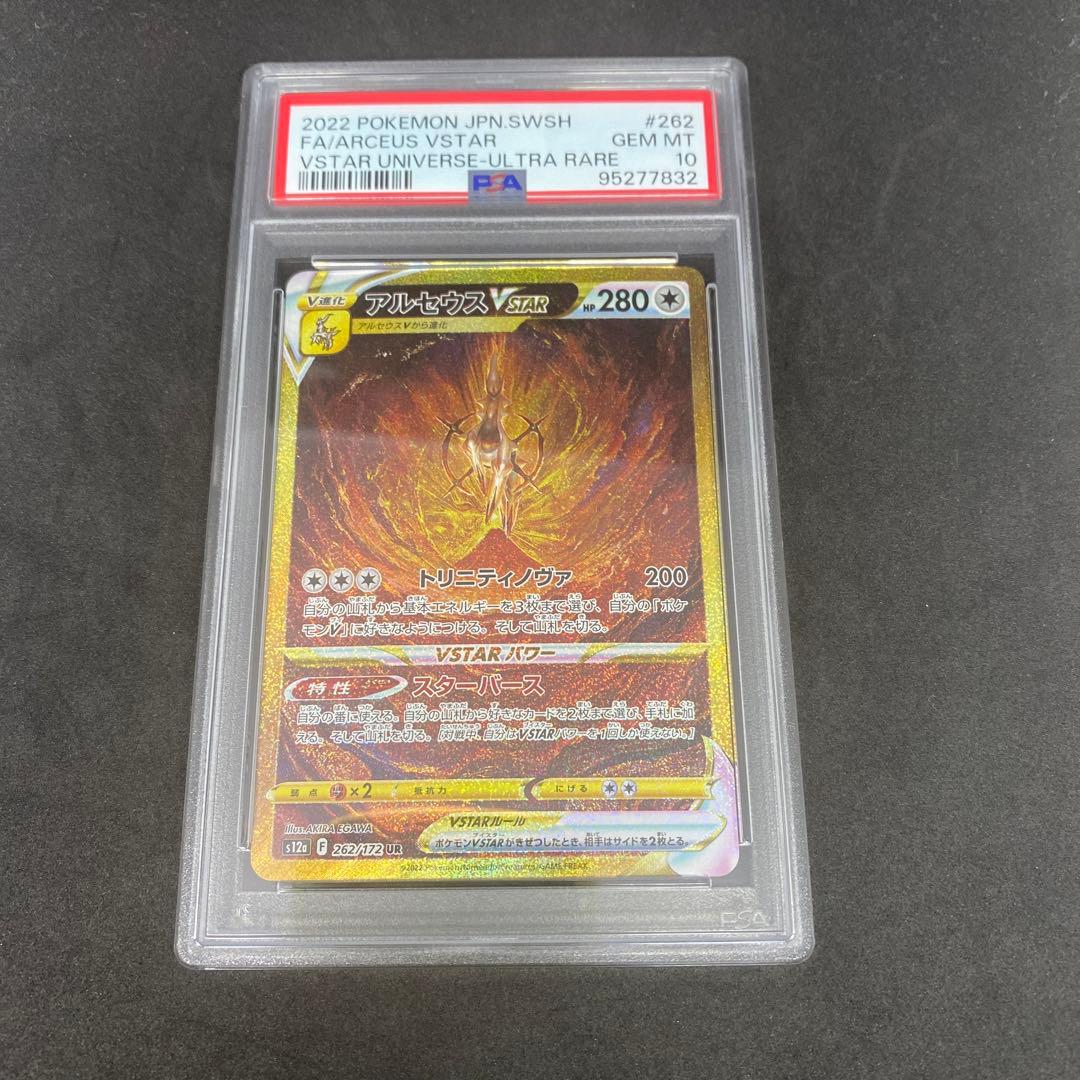 2022 POKEMON JPN.SWSH #262
FA/ARCEUS VSTAR GEM MT
VSTAR UNIVERSE-ULTRA RARE 10
PSA 95277832
V進化 アルセウス VSTAR HP 280
アルセウスVから進化
トリニティノヴァ 200
自分の山札から基本エネルギーを3枚まで選び、自分の「ポケ
モンV」に好きなようにつける。そして山札を切る。
VSTARパワー
特性 スターバース
自分の番に使える。自分の山札から好きなカードを2枚まで選び、手札に加
える。そして山札を切る。[対戦中、自分はVSTARパワーを1回しか使えない。]
弱点 ×2 抵抗力 にげる
Illus.AKIRA EGAWA
VSTARルール
ポケモンVSTARがきぜつしたとき、相手はサイドを2枚とる。
s12a F 262/172 UR
©2022 Pokémon/Nintendo/Creatures/GAME FREAK.
PSA